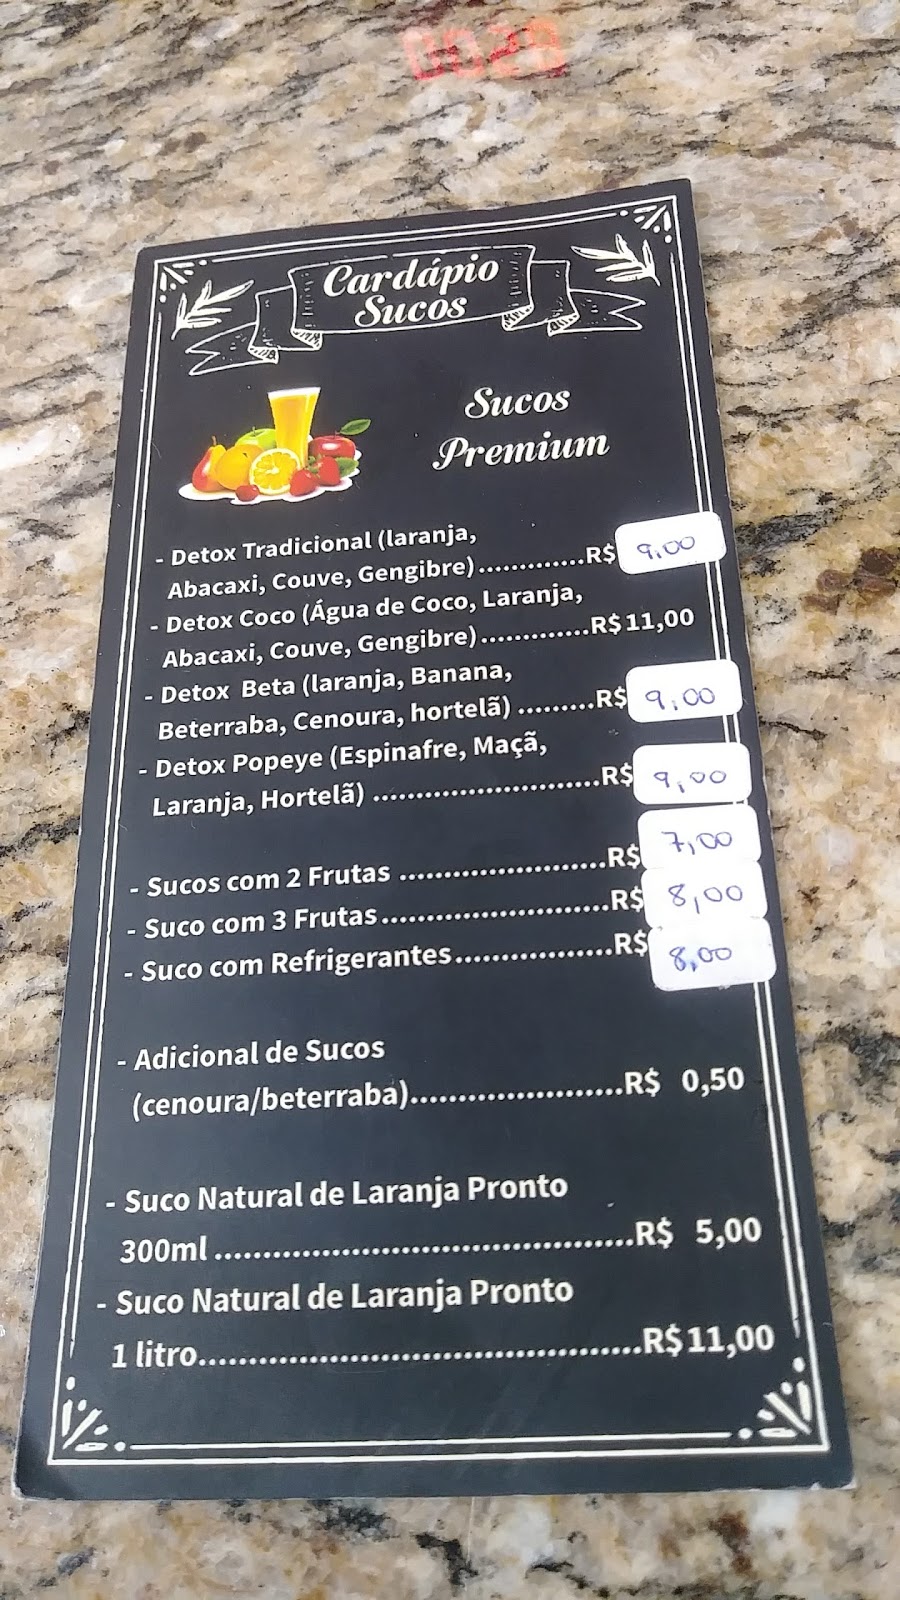 0028
Cardápio
Sucos
Sucos
Premium
- Detox Tradicional (laranja,
Abacaxi, Couve, Gengibre).............R$ 9,00
- Detox Coco (Água de Coco, Laranja,
Abacaxi, Couve, Gengibre).............R$ 11,00
- Detox Beta (laranja, Banana,
Beterraba, Cenoura, hortelã) .........R$ 9,00
- Detox Popeye (Espinafre, Maçã,
Laranja, Hortelã) ..........................R$ 9,00
- Sucos com 2 Frutas ........................R$ 7,00
- Suco com 3 Frutas..........................R$ 8,00
- Suco com Refrigerantes..................R$ 8,00
- Adicional de Sucos
(cenoura/beterraba).......................R$ 0,50
- Suco Natural de Laranja Pronto
300ml ...........................................R$ 5,00
- Suco Natural de Laranja Pronto
1 litro.............................................R$ 11,00